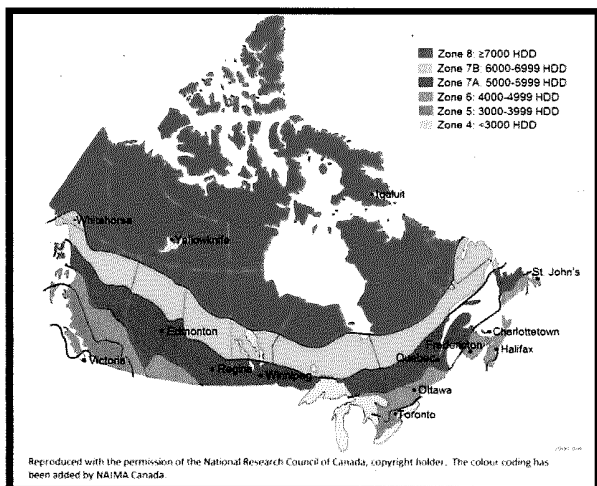 Zone 8: ≥7000 HDD
Zone 7B: 6000-6999 HDD
Zone 7A: 5000-5999 HDD
Zone 6: 4000-4999 HDD
Zone 5: 3000-3999 HDD
Zone 4: <3000 HDD
Iqaluit
Whitehorse
Yellowknife
St John's
Edmonton
Charlottetown
Fredericton
Quebec
Halifax
Victoria
Regina
Winnipeg
Ottawa
Toronto
Reproduced with the permission of the National Research Council of Canada, copyright holder. The colour coding has
been added by NAIMA Canada.